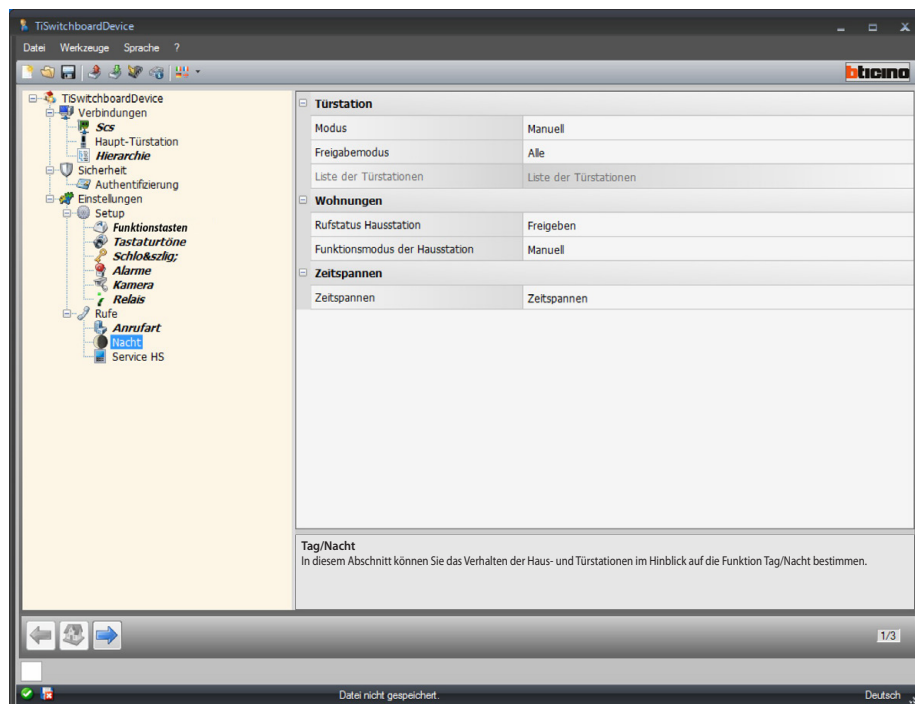 TiSwitchboardDevice
Datei Werkzeuge Sprache ?
bticino
TiSwitchboardDevice
Verbindungen
Scs
Haupt-Türstation
Hierarchie
Sicherheit
Authentifizierung
Einstellungen
Setup
Funktionstasten
Tastaturtöne
Schlo&szlig;
Alarme
Kamera
Relais
Rufe
Anrufart
Nacht
Service HS
Türstation
Modus Manuell
Freigabemodus Alle
Liste der Türstationen Liste der Türstationen
Wohnungen
Rufstatus Hausstation Freigeben
Funktionsmodus der Hausstation Manuell
Zeitspannen
Zeitspannen Zeitspannen
Tag/Nacht
In diesem Abschnitt können Sie das Verhalten der Haus- und Türstationen im Hinblick auf die Funktion Tag/Nacht bestimmen.
1/3
Datei nicht gespeichert. Deutsch